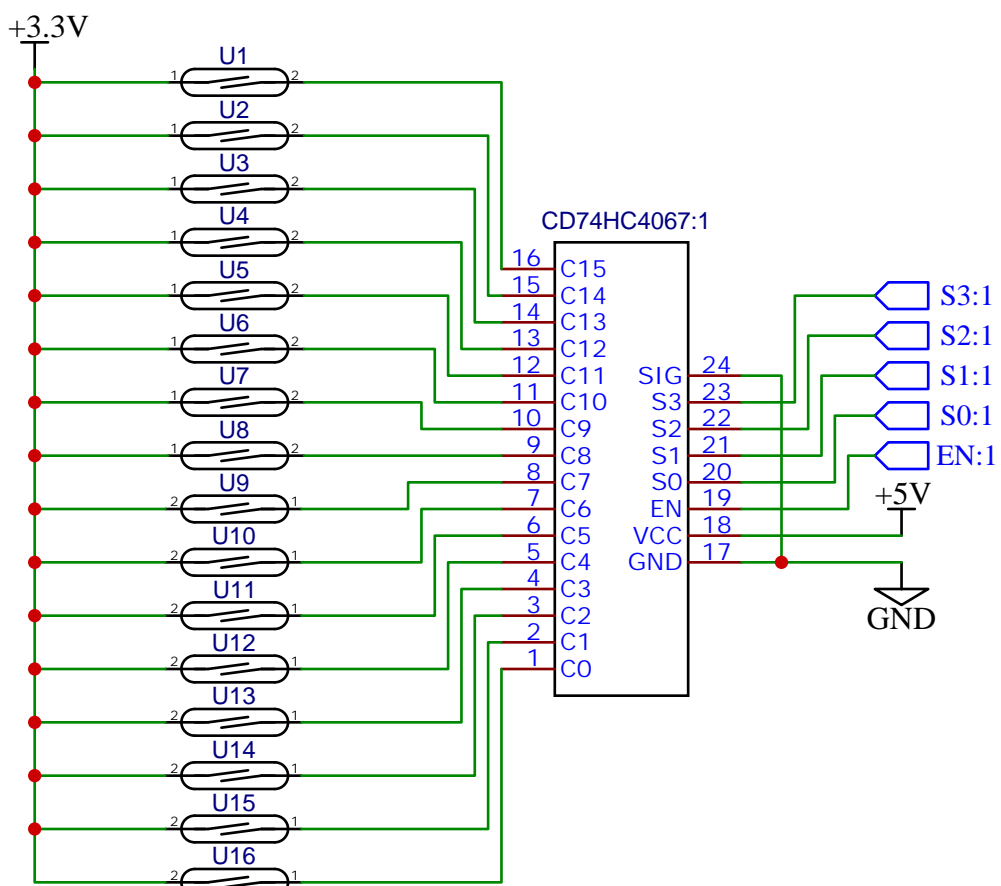 +3.3V
1 U1 2
1 U2 2
1 U3 2
1 U4 2
1 U5 2
1 U6 2
1 U7 2
1 U8 2
2 U9 1
2 U10 1
2 U11 1
2 U12 1
2 U13 1
2 U14 1
2 U15 1
2 U16 1
CD74HC4067:1
16 C15
15 C14
14 C13
13 C12
12 C11
11 C10
10 C9
9 C8
8 C7
7 C6
6 C5
5 C4
4 C3
3 C2
2 C1
1 C0
SIG 24
S3 23
S2 22
S1 21
S0 20
EN 19
VCC 18
GND 17
S3:1
S2:1
S1:1
S0:1
EN:1
+5V
GND